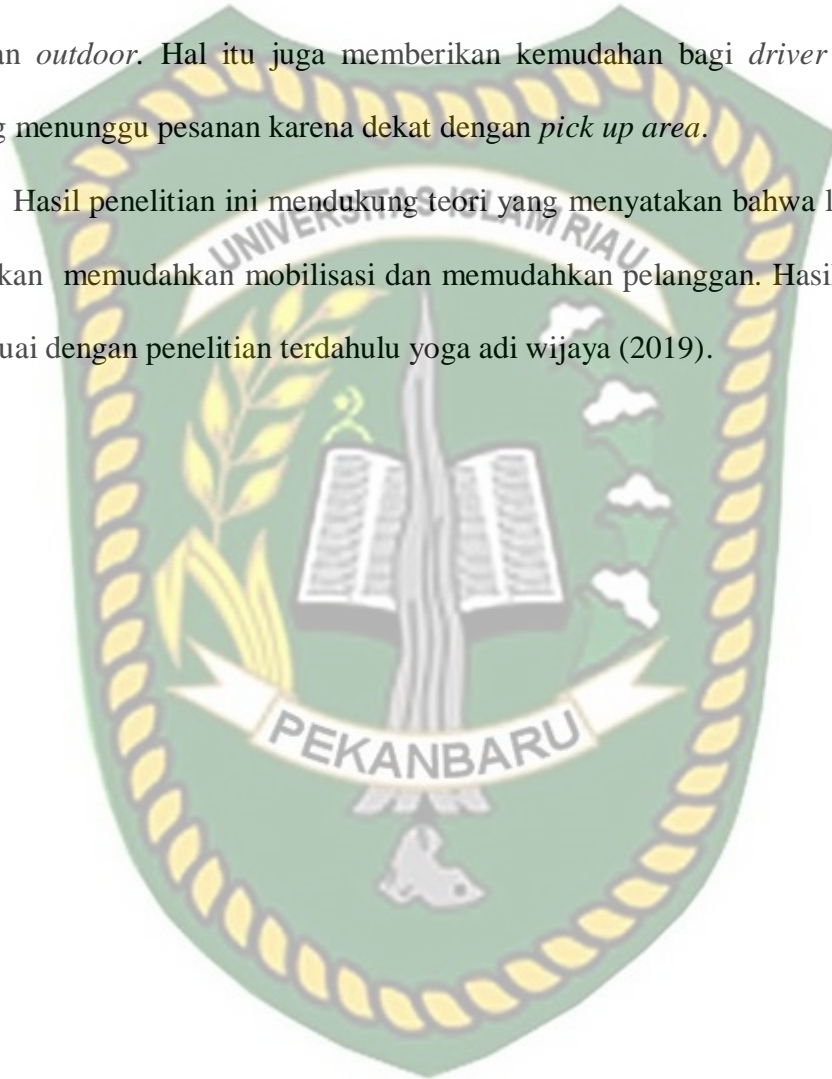 an outdoor. Hal itu juga memberikan kemudahan bagi driver
g menunggu pesanan karena dekat dengan pick up area.
Hasil penelitian ini mendukung teori yang menyatakan bahwa l
kan memudahkan mobilisasi dan memudahkan pelanggan. Hasil
uai dengan penelitian terdahulu yoga adi wijaya (2019).
UNIVERSITAS ISLAM RIAU
PEKANBARU